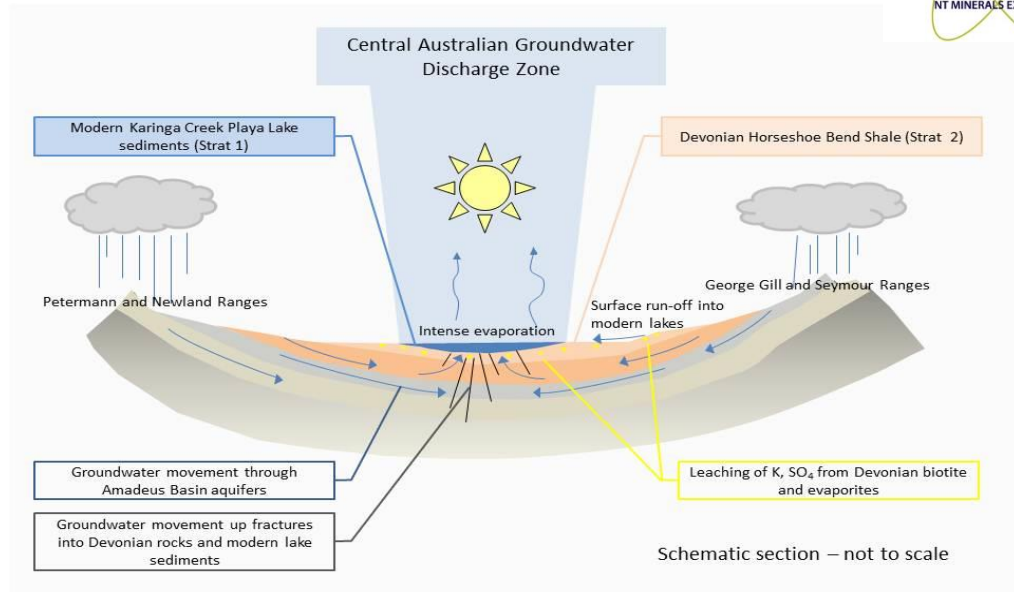 NT MINERALS
Central Australian Groundwater
Discharge Zone
Modern Karinga Creek Playa Lake
sediments (Strat 1)
Devonian Horseshoe Bend Shale (Strat 2)
Petermann and Newland Ranges
George Gill and Seymour Ranges
Surface run-off into
modern lakes
Intense evaporation
Groundwater movement through
Amadeus Basin aquifers
Groundwater movement up fractures
into Devonian rocks and modern lake
sediments
Leaching of K, SO₄ from Devonian biotite
and evaporites
Schematic section – not to scale